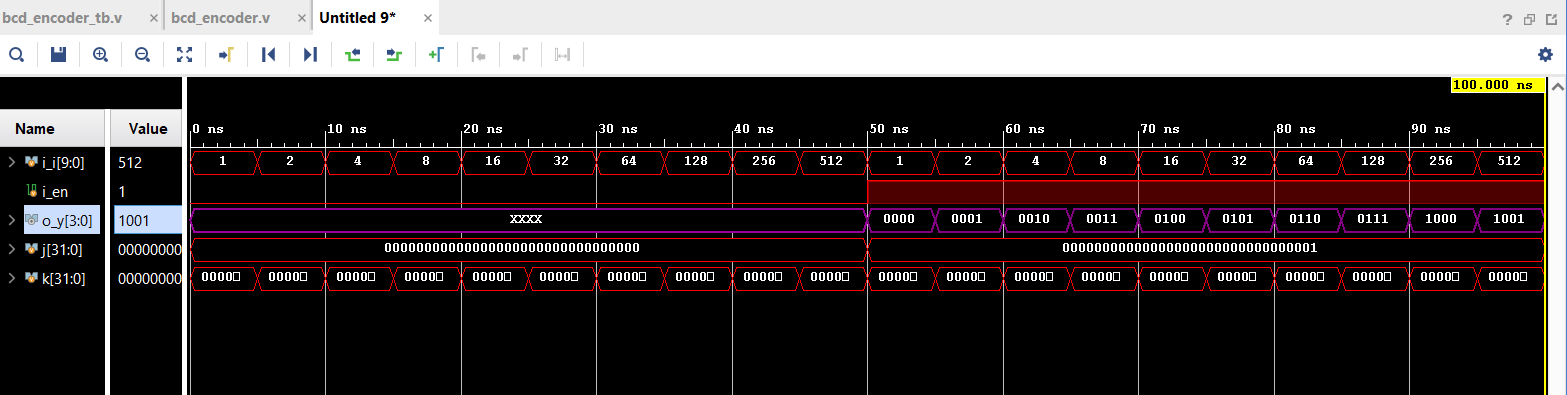 bcd_encoder_tb.v × bcd_encoder.v × Untitled 9* ×
? 
100.000 ns
Name Value 0 ns 10 ns 20 ns 30 ns 40 ns 50 ns 60 ns 70 ns 80 ns 90 ns
i_i[9:0] 512 1 2 4 8 16 32 64 128 256 512 1 2 4 8 16 32 64 128 256 512
i_en 1
o_y[3:0] 1001 XXXX 0000 0001 0010 0011 0100 0101 0110 0111 1000 1001
j[31:0] 00000000 00000000000000000000000000000000 00000000000000000000000000000001
k[31:0] 00000000 0000▯ 0000▯ 0000▯ 0000▯ 0000▯ 0000▯ 0000▯ 0000▯ 0000▯ 0000▯ 0000▯ 0000▯ 0000▯ 0000▯ 0000▯ 0000▯ 0000▯ 0000▯ 0000▯ 0000▯